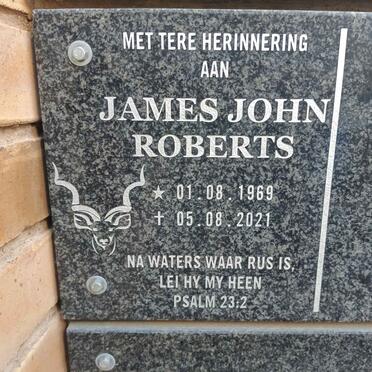 MET TERE HERINNERING
AAN
JAMES JOHN
ROBERTS
★ 01.08.1969
✝ 05.08.2021
NA WATERS WAAR RUS IS,
LEI HY MY HEEN
PSALM 23:2